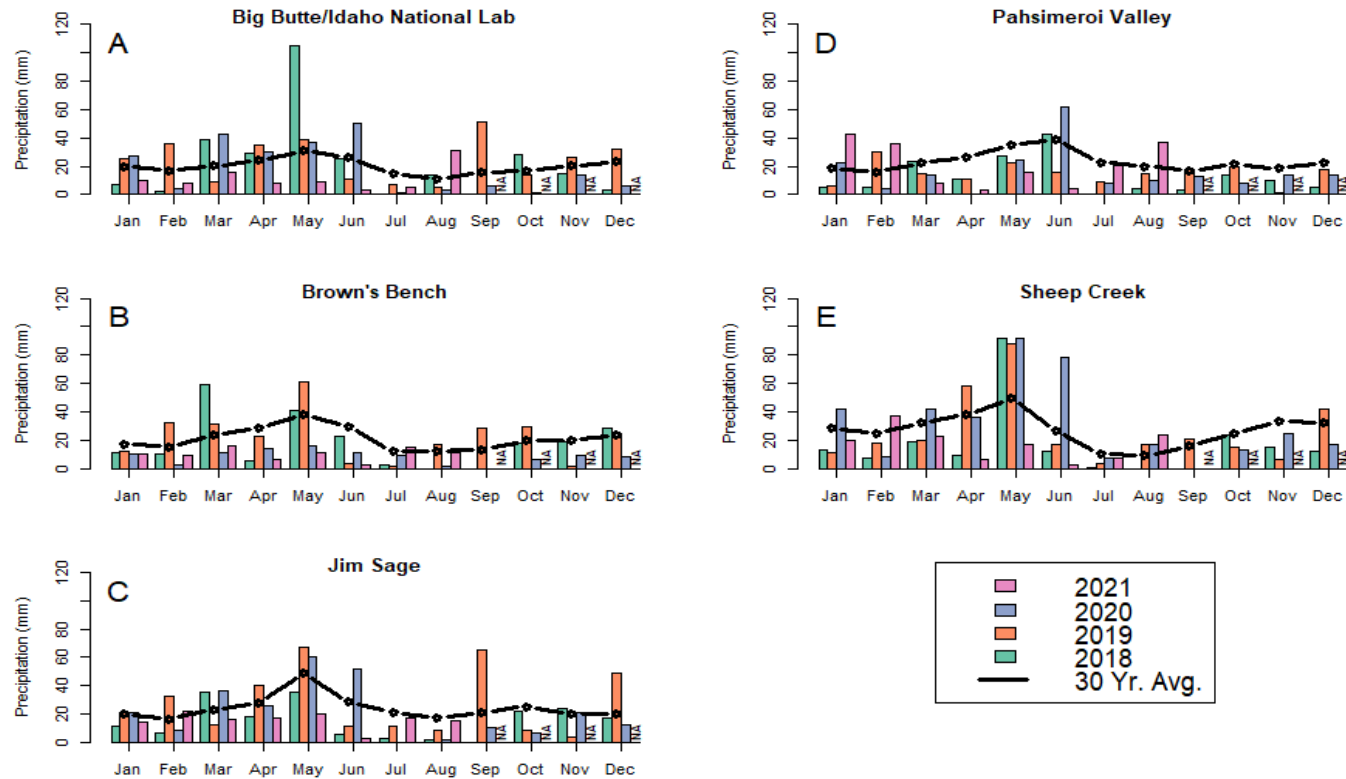 Big Butte/Idaho National Lab
A
Precipitation (mm)
0 20 40 60 80 120
NA NA NA NA
Jan Feb Mar Apr May Jun Jul Aug Sep Oct Nov Dec
Brown's Bench
B
Precipitation (mm)
0 20 40 60 80 120
NA NA NA NA
Jan Feb Mar Apr May Jun Jul Aug Sep Oct Nov Dec
Jim Sage
C
Precipitation (mm)
0 20 40 60 80 120
NA NA NA NA
Jan Feb Mar Apr May Jun Jul Aug Sep Oct Nov Dec
Pahsimeroi Valley
D
Precipitation (mm)
0 20 40 60 80 120
NA NA NA NA
Jan Feb Mar Apr May Jun Jul Aug Sep Oct Nov Dec
Sheep Creek
E
Precipitation (mm)
0 20 40 60 80 120
NA NA NA NA
Jan Feb Mar Apr May Jun Jul Aug Sep Oct Nov Dec
2021
2020
2019
2018
30 Yr. Avg.